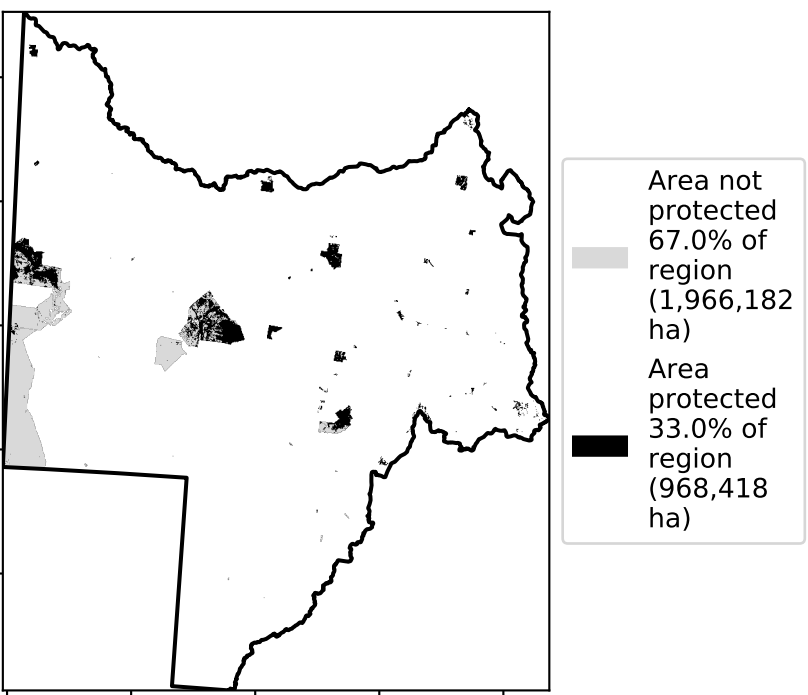 Area not
protected
67.0% of
region
(1,966,182
ha)
Area
protected
33.0% of
region
(968,418
ha)